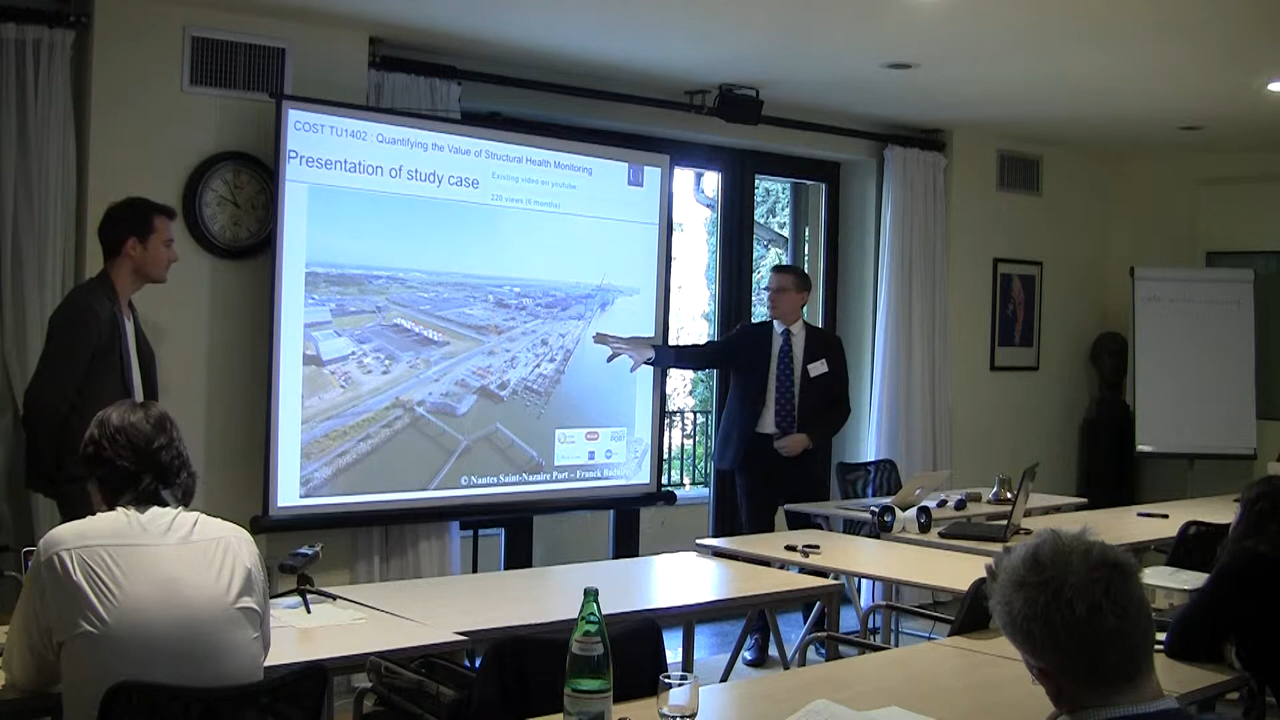 COST TU1402 : Quantifying the Value of Structural Health Monitoring
Presentation of study case
Existing video on youtube:
220 views (6 months)
PORT
© Nantes Saint-Nazaire Port – Franck Badaire